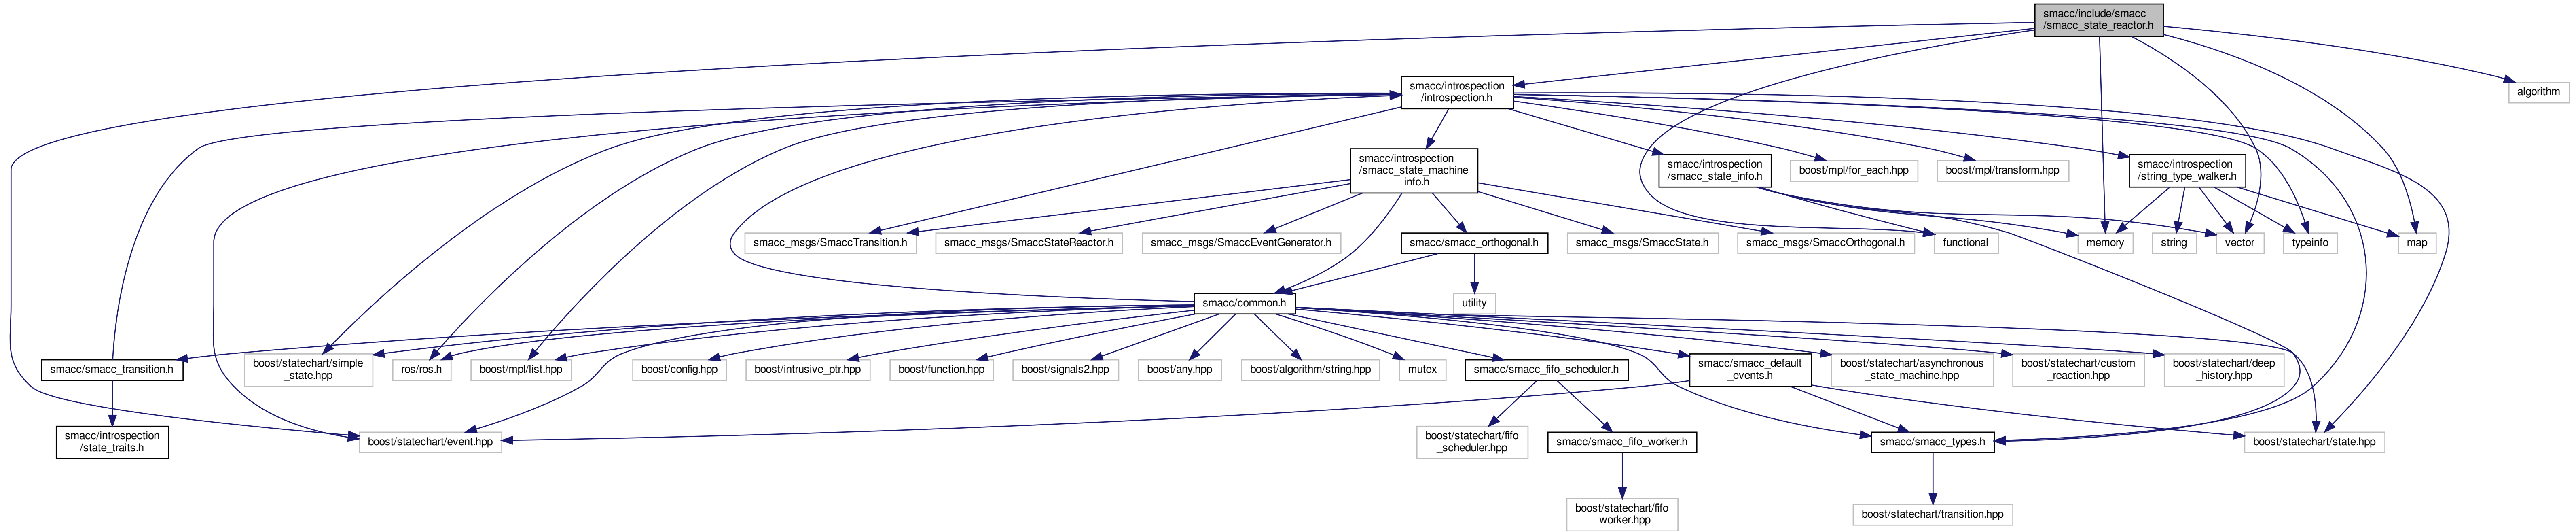 smacc/include/smacc
/smacc_state_reactor.h
smacc/introspection
/introspection.h
algorithm
smacc/introspection
/smacc_state_machine
_info.h
smacc/introspection
/smacc_state_info.h
boost/mpl/for_each.hpp
boost/mpl/transform.hpp
smacc/introspection
/string_type_walker.h
smacc_msgs/SmaccTransition.h
smacc_msgs/SmaccStateReactor.h
smacc_msgs/SmaccEventGenerator.h
smacc/smacc_orthogonal.h
smacc_msgs/SmaccState.h
smacc_msgs/SmaccOrthogonal.h
functional
memory
string
vector
typeinfo
map
smacc/common.h
utility
smacc/smacc_transition.h
boost/statechart/simple
_state.hpp
ros/ros.h
boost/mpl/list.hpp
boost/config.hpp
boost/intrusive_ptr.hpp
boost/function.hpp
boost/signals2.hpp
boost/any.hpp
boost/algorithm/string.hpp
mutex
smacc/smacc_fifo_scheduler.h
smacc/smacc_default
_events.h
boost/statechart/asynchronous
_state_machine.hpp
boost/statechart/custom
_reaction.hpp
boost/statechart/deep
_history.hpp
smacc/introspection
/state_traits.h
boost/statechart/event.hpp
boost/statechart/fifo
_scheduler.hpp
smacc/smacc_fifo_worker.h
smacc/smacc_types.h
boost/statechart/state.hpp
boost/statechart/fifo
_worker.hpp
boost/statechart/transition.hpp